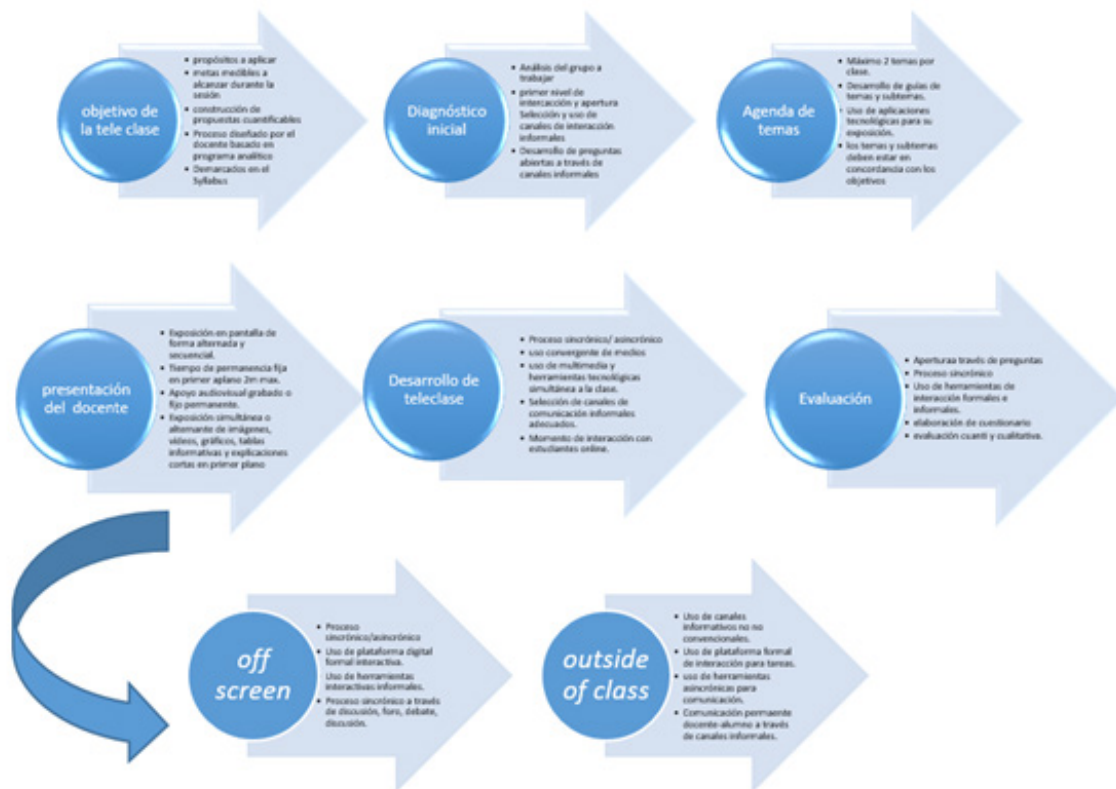 objetivo de
la tele clase
• propósitos a aplicar
• metas medibles a
alcanzar durante la
sesión
• construcción de
propuestas cuantificables
• Proceso diseñado por el
docente basado en
programa analítico
• Demarcados en el
Syllabus
Diagnóstico
inicial
• Análisis del grupo a
trabajar
• primer nivel de
intercacción y apertura
Selección y uso de
canales de interacción
informales
• Desarrollo de preguntas
abiertas a través de
canales informales
Agenda de
temas
• Máximo 2 temas por
clase.
• Desarrollo de guías de
temas y subtemas.
• Uso de aplicaciones
tecnológicas para su
exposición.
• los temas y subtemas
deben estar en
concordancia con los
objetivos
presentación
del docente
• Exposición en pantalla de
forma alternada y
secuencial.
• Tiempo de permanencia fija
en primer aplano 2m max.
• Apoyo audiovisual grabado o
fijo permanente.
• Exposición simultánea o
alternante de imágenes,
videos, gráficos, tablas
informativas y explicaciones
cortas en primer plano
Desarrollo de
teleclase
• Proceso sincrónico/ asincrónico
• uso convergente de medios
• uso de multimedia y
herramientas tecnológicas
simultánea a la clase.
• Selección de canales de
comunicación informales
adecuados.
• Momento de interacción con
estudiantes online.
Evaluación
• Aperturaa través de preguntas
• Proceso sincrónico
• Uso de herramientas de
interacción formales e
informales.
• elaboración de cuestionario
• evaluación cuanti y cualitativa.
off
screen
• Proceso
sincrónico/asincrónico
• Uso de plataforma digital
formal interactiva.
• Uso de herramientas
interactivas informales.
• Proceso sincrónico a través
de discusión, foro, debate,
discusión.
outside
of class
• Uso de canales
informativos no no
convencionales.
• Uso de plataforma formal
de interacción para tareas.
• uso de herramientas
asincrónicas para
comunicación.
• Comunicación permaente
docente-alumno a través
de canales informales.